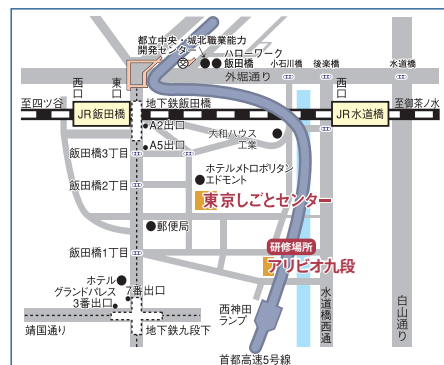 都立中央・城北職業能力
開発センター
ハローワーク
飯田橋
小石川橋
後楽橋
水道橋
外堀通り
西口
東口
西口
至四ツ谷
JR飯田橋
地下鉄飯田橋
JR水道橋
至御茶ノ水
A2出口
大和ハウス
工業
A5出口
飯田橋3丁目
ホテルメトロポリタン
エドモント
飯田橋2丁目
東京しごとセンター
郵便局
研修場所
飯田橋1丁目
アリビオ九段
ホテル
グランドパレス
7番出口
3番出口
西神田
ランプ
水道橋西通
白山通り
靖国通り
地下鉄九段下
首都高速5号線